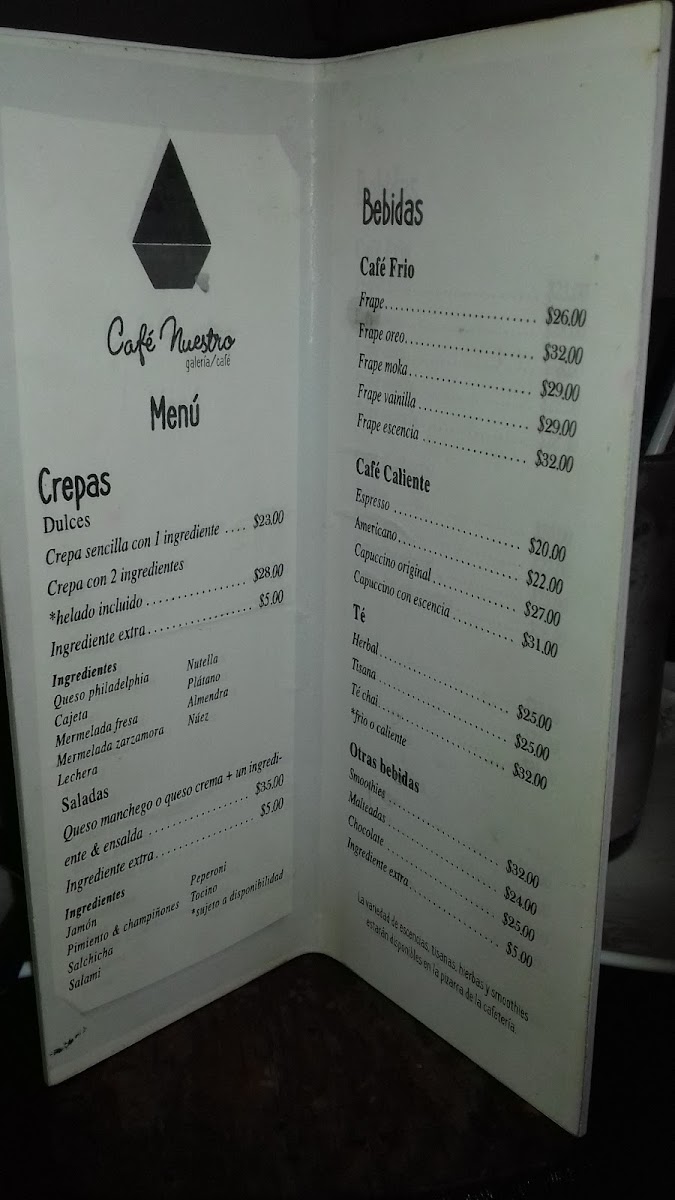 Café Nuestro
galería/café
Menú
Crepas
Dulces
Crepa sencilla con 1 ingrediente .... $23.00
Crepa con 2 ingredientes
*helado incluido ................ $28.00
Ingrediente extra ................ $5.00
Ingredientes
Queso philadelphia
Cajeta
Mermelada fresa
Mermelada zarzamora
Lechera
Nutella
Plátano
Almendra
Núez
Saladas
Queso manchego o queso crema + un ingredi-
ente & ensalda ................ $35.00
Ingrediente extra ................ $5.00
Ingredientes
Jamón
Pimiento & champiñones
Salchicha
Salami
Peperoni
Tocino
*sujeto a disponibilidad
Bebidas
Café Frio
Frape ........................ $26.00
Frape oreo .................... $32.00
Frape moka .................... $29.00
Frape vainilla ................ $29.00
Frape escencia ................ $32.00
Café Caliente
Espresso ...................... $20.00
Americano ..................... $22.00
Capuccino original ............ $27.00
Capuccino con escencia ........ $31.00
Té
Herbal ........................ $25.00
Tisana ........................ $25.00
Té chai ....................... $32.00
*frio o caliente
Otras bebidas
Smoothies ..................... $32.00
Malteadas ..................... $24.00
Chocolate ..................... $25.00
Ingrediente extra ............. $5.00
La variedad de escencias, tisanas, hierbas y smoothies
estarán disponibles en la pizarra de la cafetería.